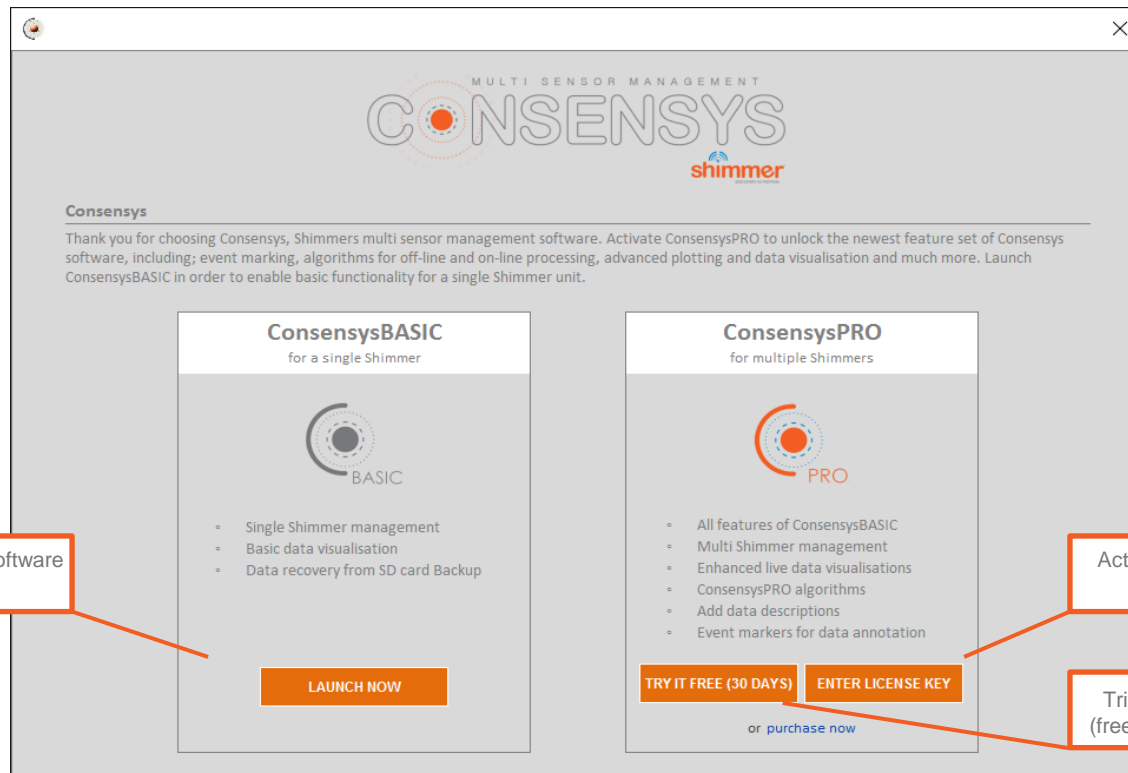 MULTI SENSOR MANAGEMENT
CONSENSYS
shimmer
Consensys
Thank you for choosing Consensys, Shimmers multi sensor management software. Activate ConsensysPRO to unlock the newest feature set of Consensys
software, including; event marking, algorithms for off-line and on-line processing, advanced plotting and data visualisation and much more. Launch
ConsensysBASIC in order to enable basic functionality for a single Shimmer unit.
ConsensysBASIC
for a single Shimmer
BASIC
◦ Single Shimmer management
◦ Basic data visualisation
◦ Data recovery from SD card Backup
LAUNCH NOW
ConsensysPRO
for multiple Shimmers
PRO
◦ All features of ConsensysBASIC
◦ Multi Shimmer management
◦ Enhanced live data visualisations
◦ ConsensysPRO algorithms
◦ Add data descriptions
◦ Event markers for data annotation
TRY IT FREE (30 DAYS)
ENTER LICENSE KEY
or purchase now